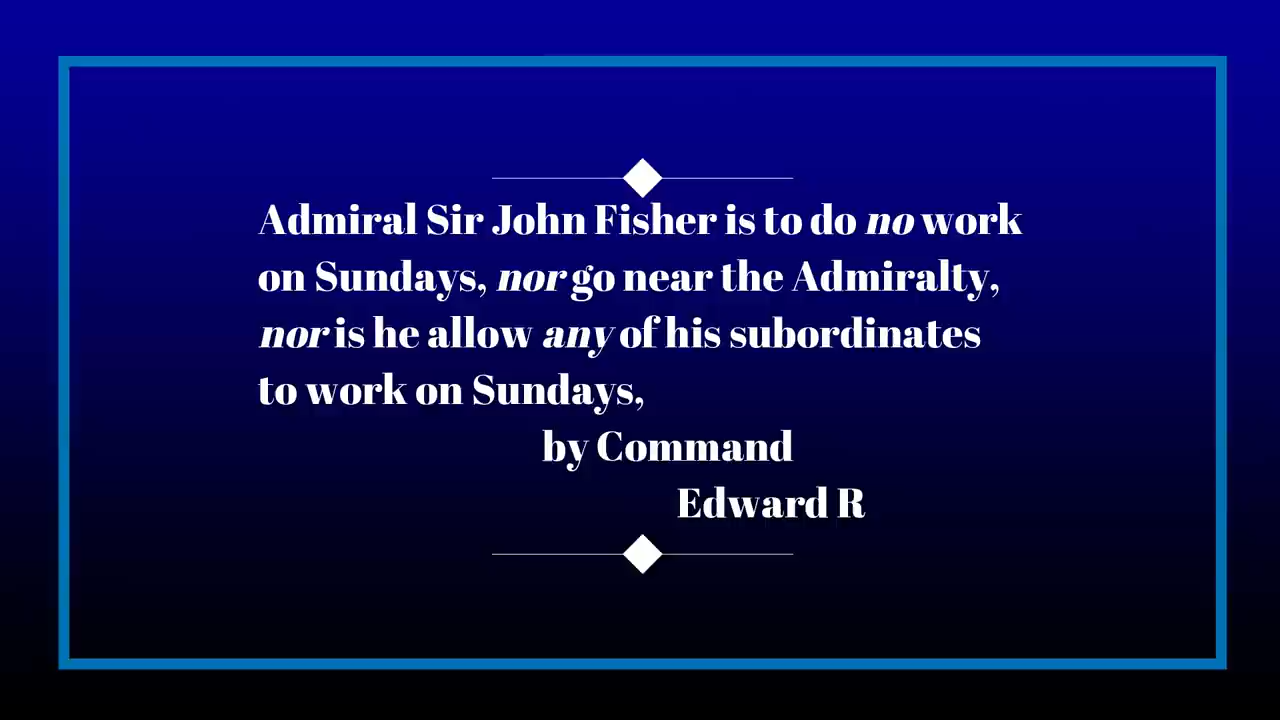 Admiral Sir John Fisher is to do no work
on Sundays, nor go near the Admiralty,
nor is he allow any of his subordinates
to work on Sundays,
by Command
Edward R